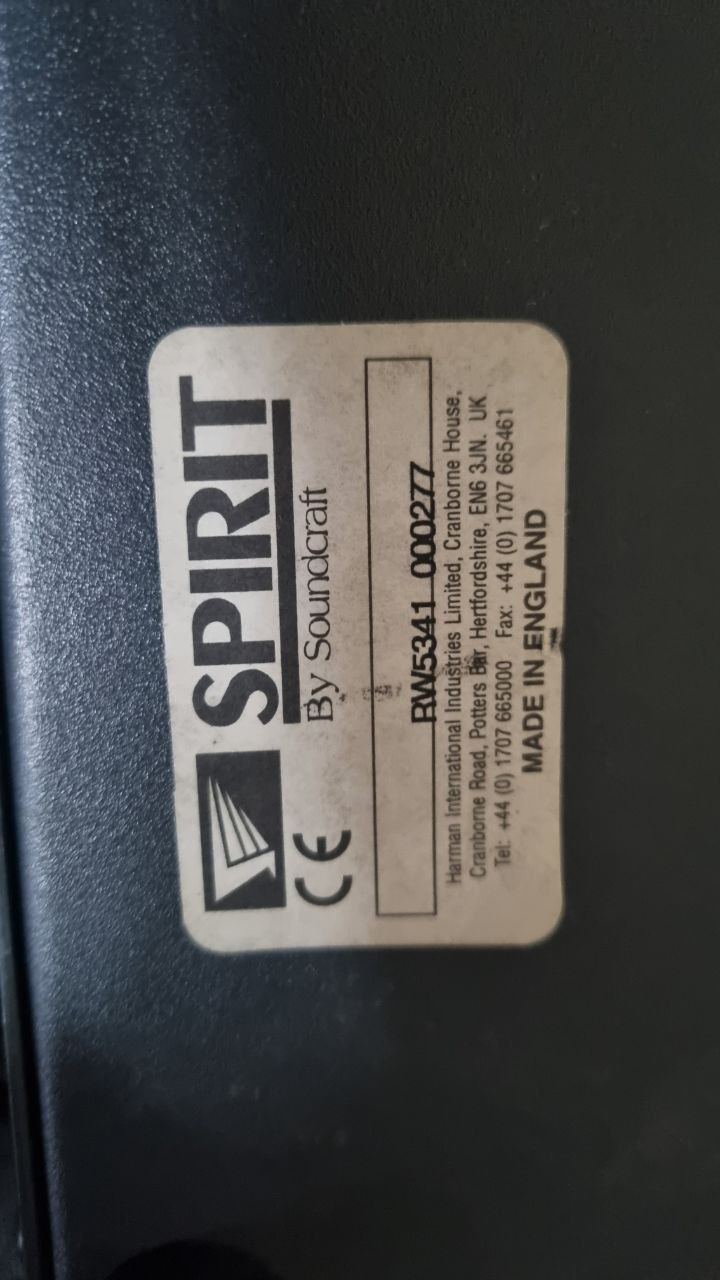 SPIRIT
By Soundcraft
CE
RW5341 000277
Harman International Industries Limited, Cranborne House,
Cranborne Road, Potters Bar, Hertfordshire, EN6 3JN. UK
Tel: +44 (0) 1707 665000 Fax: +44 (0) 1707 665461
MADE IN ENGLAND